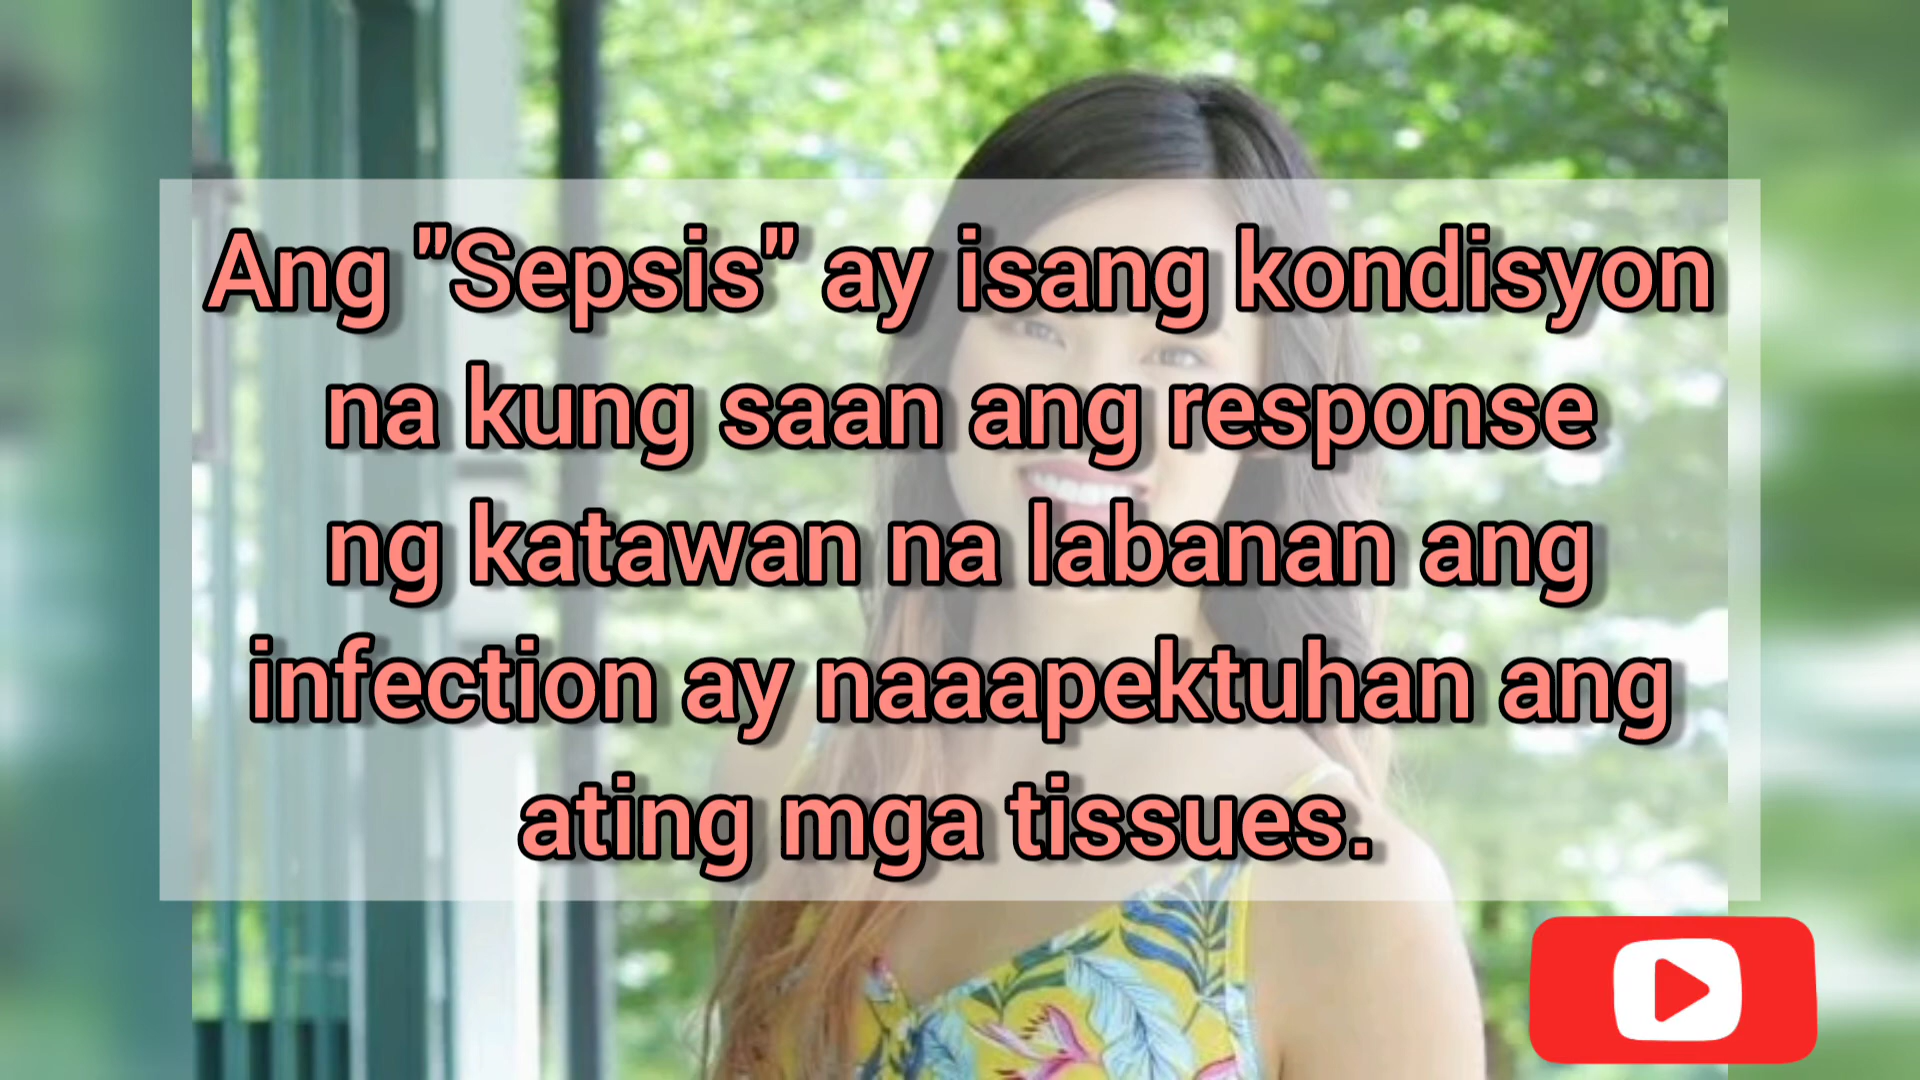 Ang "Sepsis" ay isang kondisyon
na kung saan ang response
ng katawan na labanan ang
infection ay naaapektuhan ang
ating mga tissues.